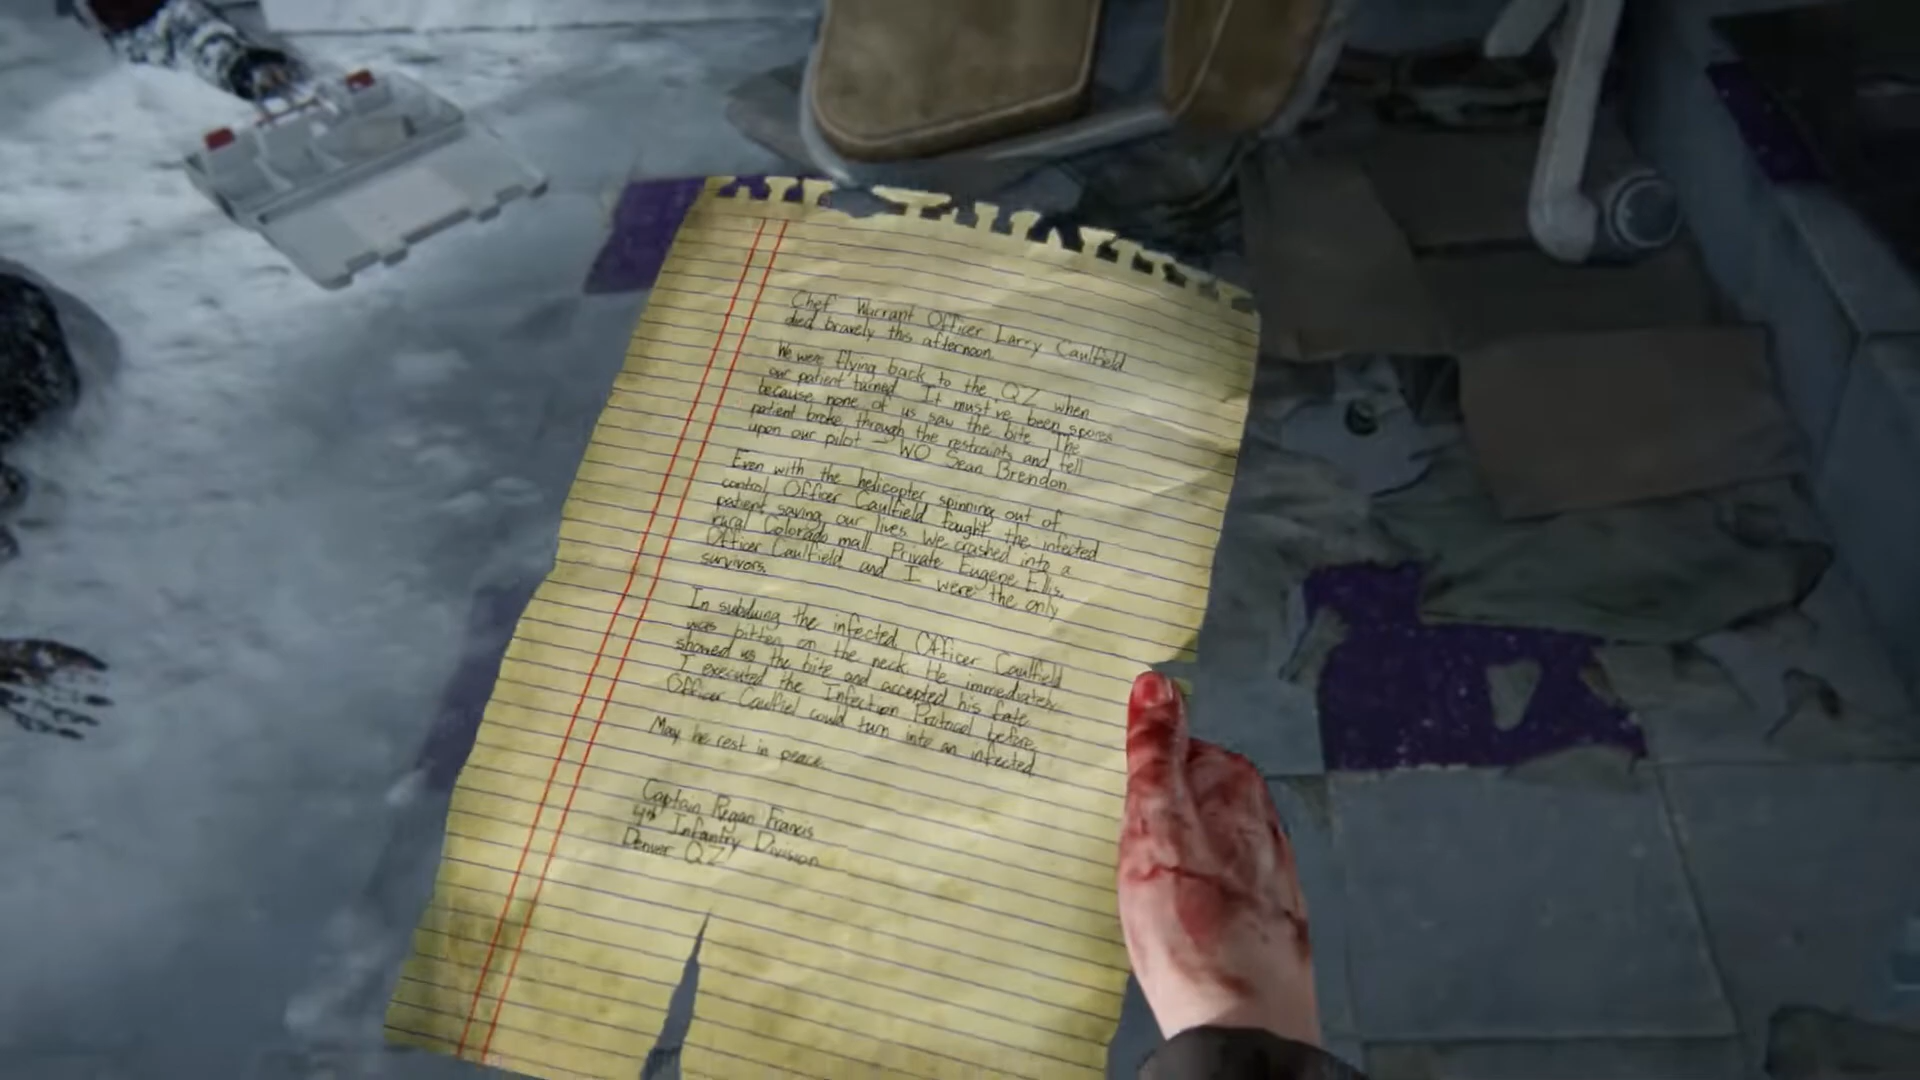 Chef Warrant Officer Larry Caulfield
died bravely this afternoon.
We were flying back to the QZ when
our patient turned. It must've been spores
because none of us saw the bite. The
patient broke through the restraints and fell
upon our pilot - WO Sean Brendon.
Even with the helicopter spinning out of
control, Officer Caulfield fought the infected
patient saving our lives. We crashed into a
rural Colorado mall. Private Eugene Ellis,
Officer Caulfield and I were the only
survivors.
In subduing the infected, Officer Caulfield
was bitten on the neck. He immediately
showed us the bite and accepted his fate.
I executed the Infection Protocol before
Officer Caulfiel could turn into an infected.
May he rest in peace.
Captain Regan Francis
4th Infantry Division
Denver QZ